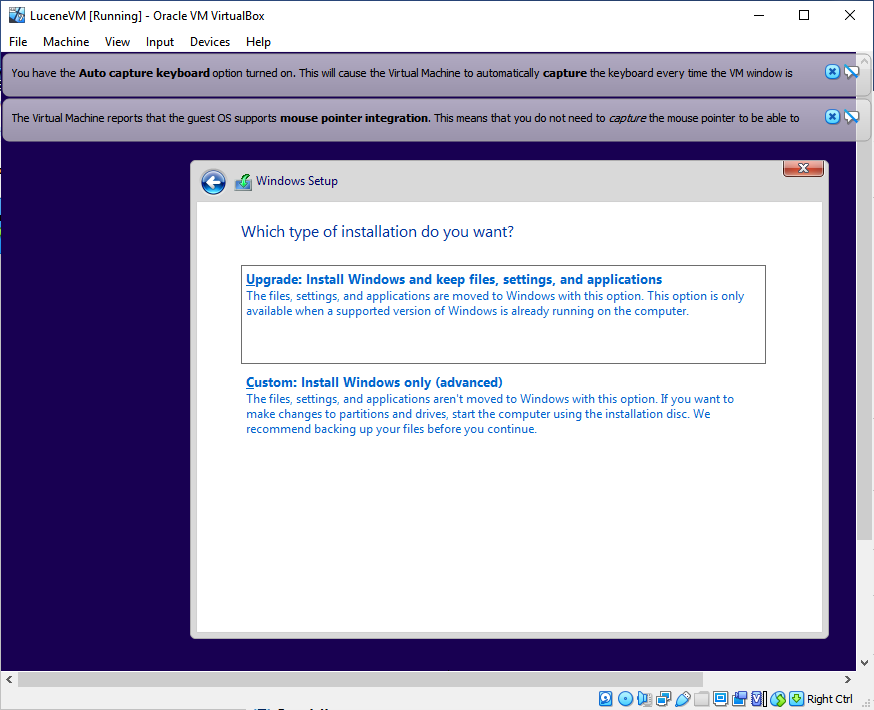 LuceneVM [Running] - Oracle VM VirtualBox
File Machine View Input Devices Help
You have the Auto capture keyboard option turned on. This will cause the Virtual Machine to automatically capture the keyboard every time the VM window is
The Virtual Machine reports that the guest OS supports mouse pointer integration. This means that you do not need to capture the mouse pointer to be able to
Windows Setup
Which type of installation do you want?
Upgrade: Install Windows and keep files, settings, and applications
The files, settings, and applications are moved to Windows with this option. This option is only
available when a supported version of Windows is already running on the computer.
Custom: Install Windows only (advanced)
The files, settings, and applications aren't moved to Windows with this option. If you want to
make changes to partitions and drives, start the computer using the installation disc. We
recommend backing up your files before you continue.
Right Ctrl